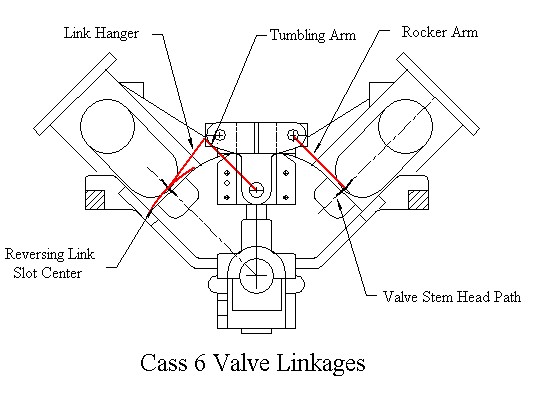 Link Hanger
Tumbling Arm
Rocker Arm
Reversing Link
Slot Center
Valve Stem Head Path
Cass 6 Valve Linkages